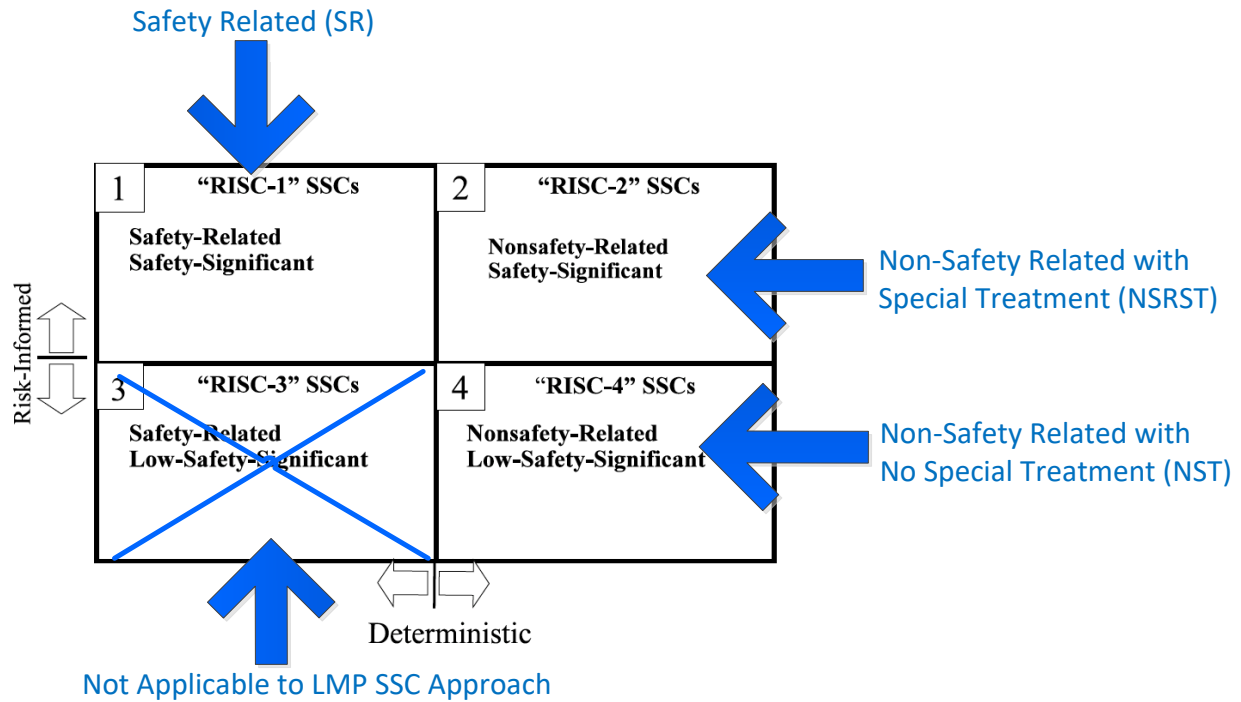 Safety Related (SR)
1
“RISC-1” SSCs
Safety-Related
Safety-Significant
2
“RISC-2” SSCs
Nonsafety-Related
Safety-Significant
Non-Safety Related with
Special Treatment (NSRST)
Risk-Informed
3
“RISC-3” SSCs
Safety-Related
Low-Safety-Significant
4
“RISC-4” SSCs
Nonsafety-Related
Low-Safety-Significant
Non-Safety Related with
No Special Treatment (NST)
Deterministic
Not Applicable to LMP SSC Approach